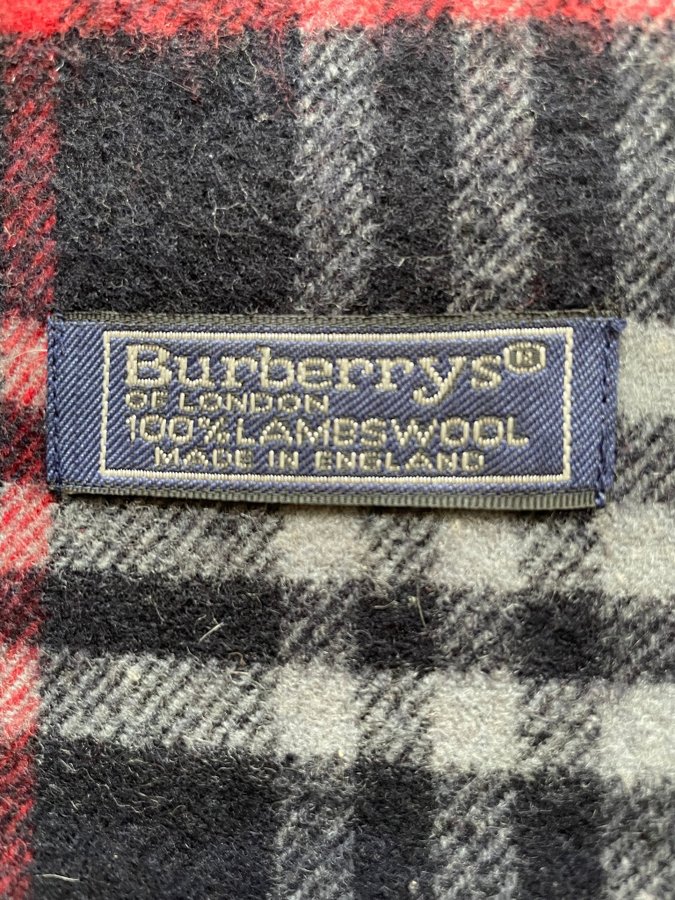 Burberrys®
OF LONDON
100% LAMBSWOOL
MADE IN ENGLAND